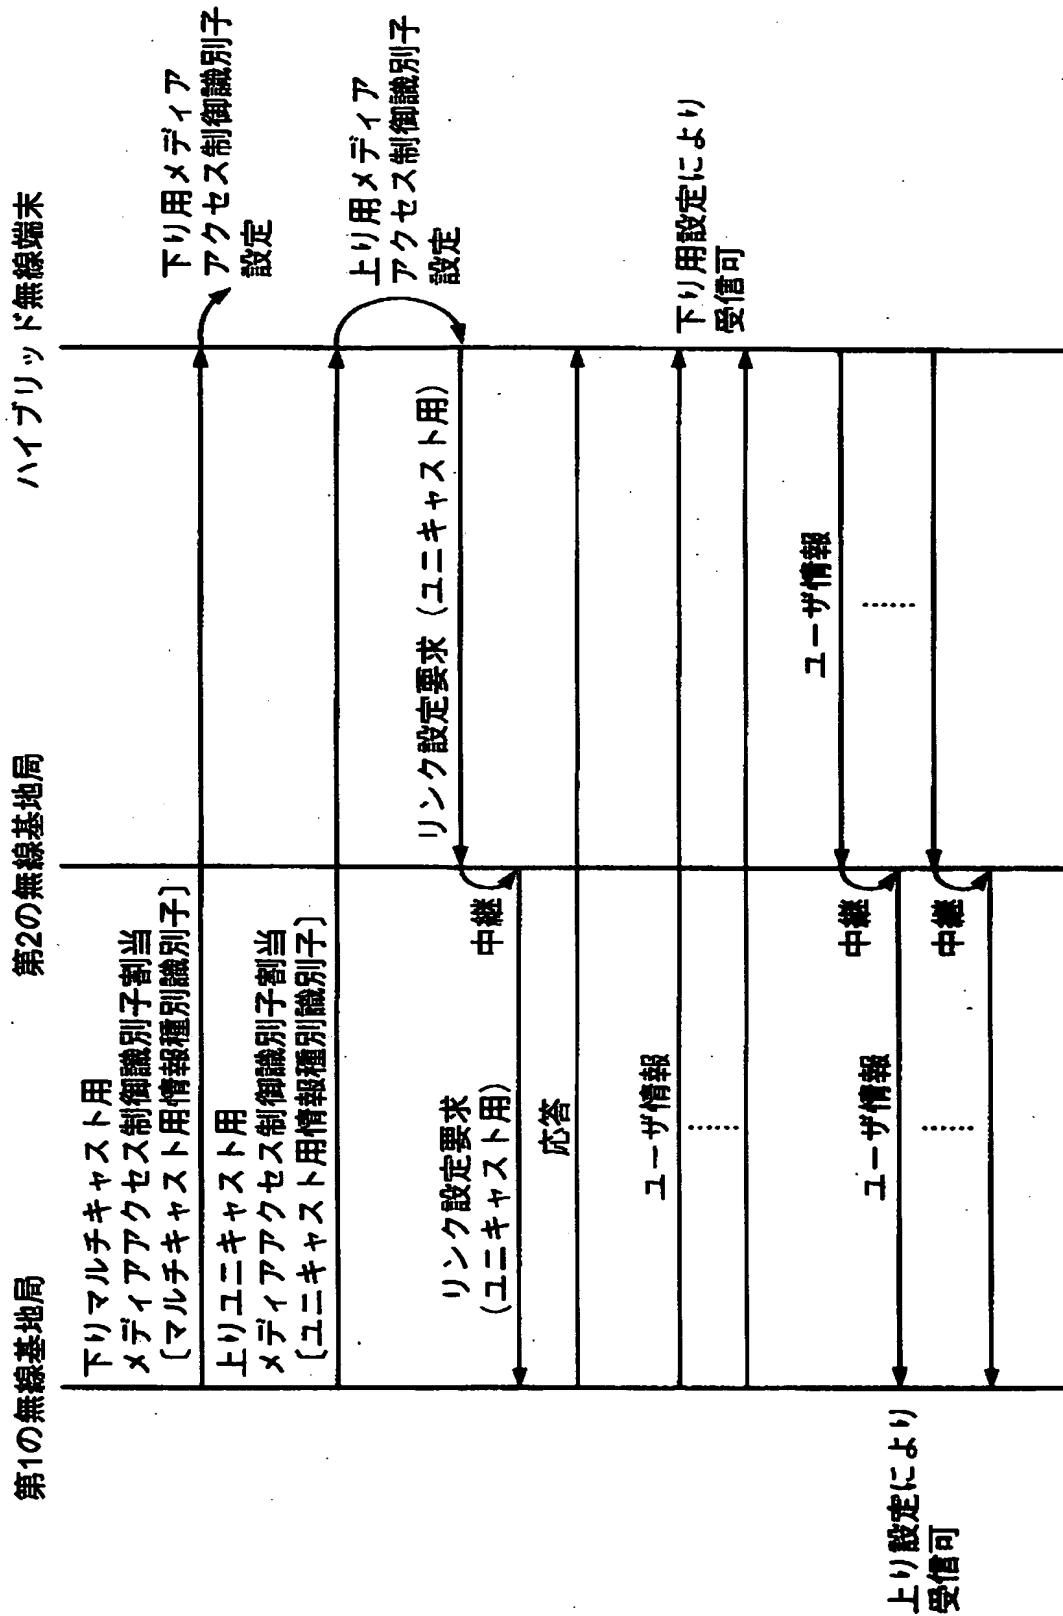 第1の無線基地局
第2の無線基地局
ハイブリッド無線端末
下りマルチキャスト用
メディアアクセス制御識別子割当
〔マルチキャスト用情報種別識別子〕
下り用メディア
アクセス制御識別子
設定
上りユニキャスト用
メディアアクセス制御識別子割当
〔ユニキャスト用情報種別識別子〕
上り用メディア
アクセス制御識別子
設定
リンク設定要求（ユニキャスト用）
中継
リンク設定要求
（ユニキャスト用）
応答
ユーザ情報
……
下り用設定により
受信可
ユーザ情報
……
中継
ユーザ情報
……
中継
上り設定により
受信可